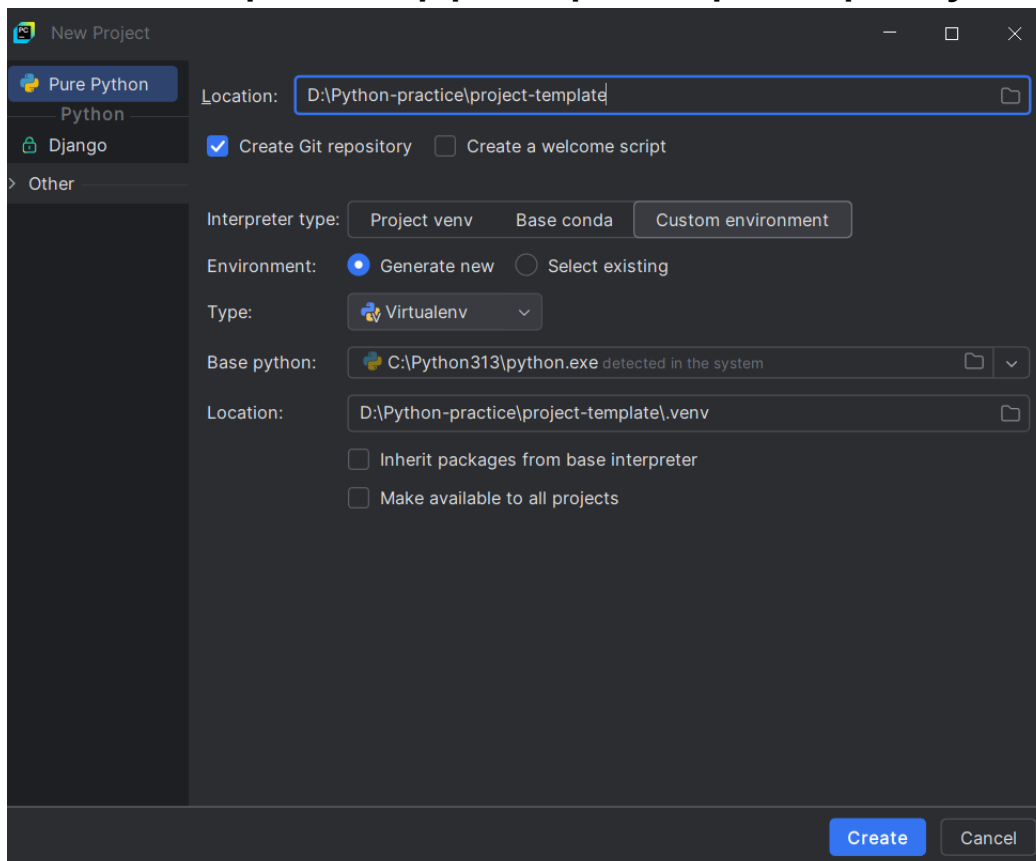 New Project
Pure Python
Python
Django
Other
Location: D:\Python-practice\project-template
Create Git repository Create a welcome script
Interpreter type: Project venv Base conda Custom environment
Environment: Generate new Select existing
Type: Virtualenv
Base python: C:\Python313\python.exe detected in the system
Location: D:\Python-practice\project-template\.venv
Inherit packages from base interpreter
Make available to all projects
Create Cancel